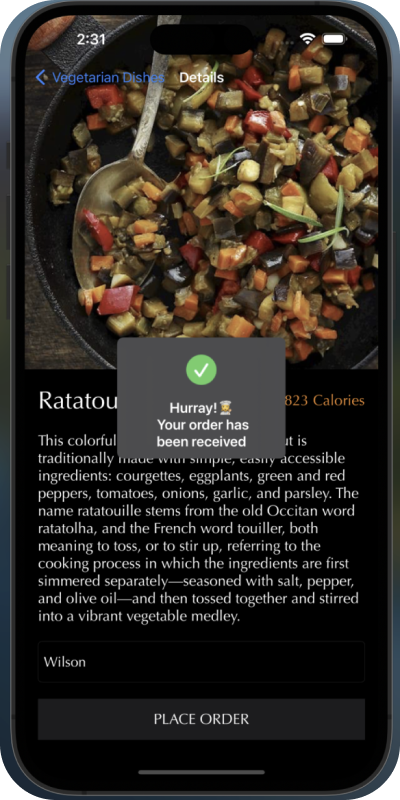 2:31
Vegetarian Dishes
Details
Hurray!👨‍🍳
Your order has
been received
823 Calories
This colorful
traditionally made with simple, easily accessible
ingredients: courgettes, eggplants, green and red
peppers, tomatoes, onions, garlic, and parsley. The
name ratatouille stems from the old Occitan word
ratatolha, and the French word touiller, both
meaning to toss, or to stir up, referring to the
cooking process in which the ingredients are first
simmered separately—seasoned with salt, pepper,
and olive oil—and then tossed together and stirred
into a vibrant vegetable medley.
Wilson
PLACE ORDER